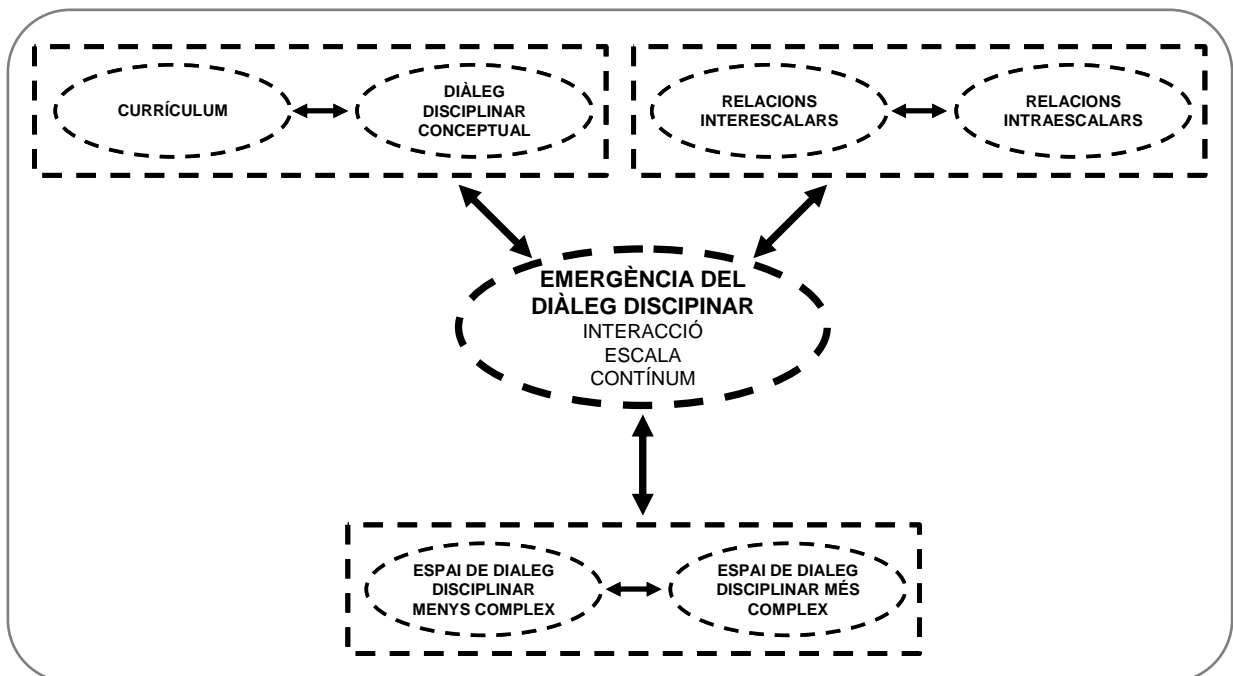 CURRÍCULUM
DIÀLEG
DISCIPLINAR
CONCEPTUAL
RELACIONS
INTERESCALARS
RELACIONS
INTRAESCALARS
EMERGÈNCIA DEL
DIÀLEG DISCIPINAR
INTERACCIÓ
ESCALA
CONTÍNUM
ESPAI DE DIALEG
DISCIPLINAR
MENYS COMPLEX
ESPAI DE DIALEG
DISCIPLINAR MÉS
COMPLEX